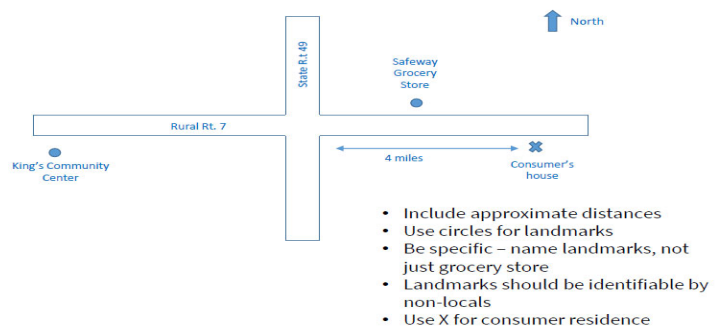 North
State R.t 49
Safeway
Grocery
Store
Rural Rt. 7
King's Community
Center
4 miles
Consumer's
house
• Include approximate distances
• Use circles for landmarks
• Be specific – name landmarks, not
just grocery store
• Landmarks should be identifiable by
non-locals
• Use X for consumer residence